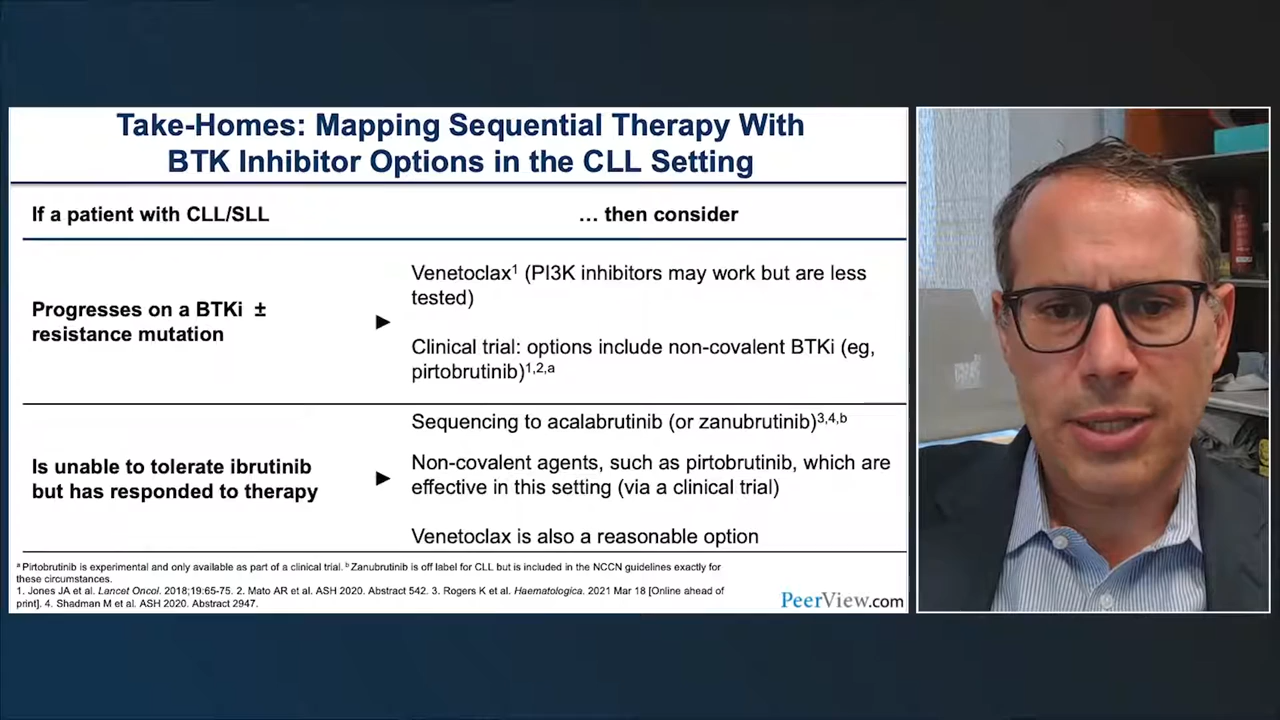 Take-Homes: Mapping Sequential Therapy With
BTK Inhibitor Options in the CLL Setting
If a patient with CLL/SLL
… then consider
Progresses on a BTKi ±
resistance mutation
►
Venetoclax¹ (PI3K inhibitors may work but are less
tested)
Clinical trial: options include non-covalent BTKi (eg,
pirtobrutinib)1,2,a
Is unable to tolerate ibrutinib
but has responded to therapy
►
Sequencing to acalabrutinib (or zanubrutinib)3,4,b
Non-covalent agents, such as pirtobrutinib, which are
effective in this setting (via a clinical trial)
Venetoclax is also a reasonable option
a Pirtobrutinib is experimental and only available as part of a clinical trial. b Zanubrutinib is off label for CLL but is included in the NCCN guidelines exactly for
these circumstances.
1. Jones JA et al. Lancet Oncol. 2018;19:65-75. 2. Mato AR et al. ASH 2020. Abstract 542. 3. Rogers K et al. Haematologica. 2021 Mar 18 [Online ahead of
print]. 4. Shadman M et al. ASH 2020. Abstract 2947.
PeerView.com